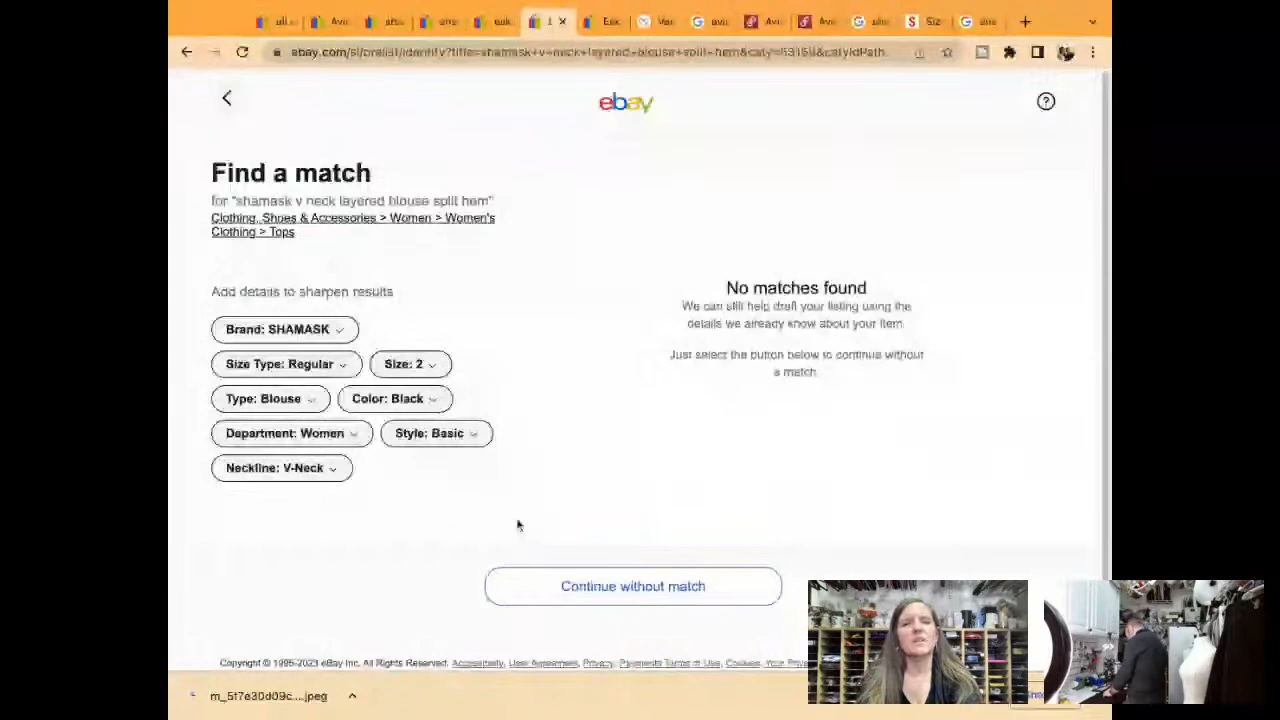 ebay.com/sl/prelist/identify?title=shamask+v+neck+layered+blouse+split+hem
ebay
Find a match
for "shamask v neck layered blouse split hem"
Clothing, Shoes & Accessories > Women > Women's
Clothing > Tops
Add details to sharpen results
Brand: SHAMASK
Size Type: Regular
Size: 2
Type: Blouse
Color: Black
Department: Women
Style: Basic
Neckline: V-Neck
No matches found
We can still help draft your listing using the
details we already know about your item.
Just select the button below to continue without
a match.
Continue without match
Copyright © 1995-2023 eBay Inc. All Rights Reserved. Accessibility, User Agreement, Privacy, Payments Terms of Use, Cookies, Your
m_5f7e30d09c....jpeg